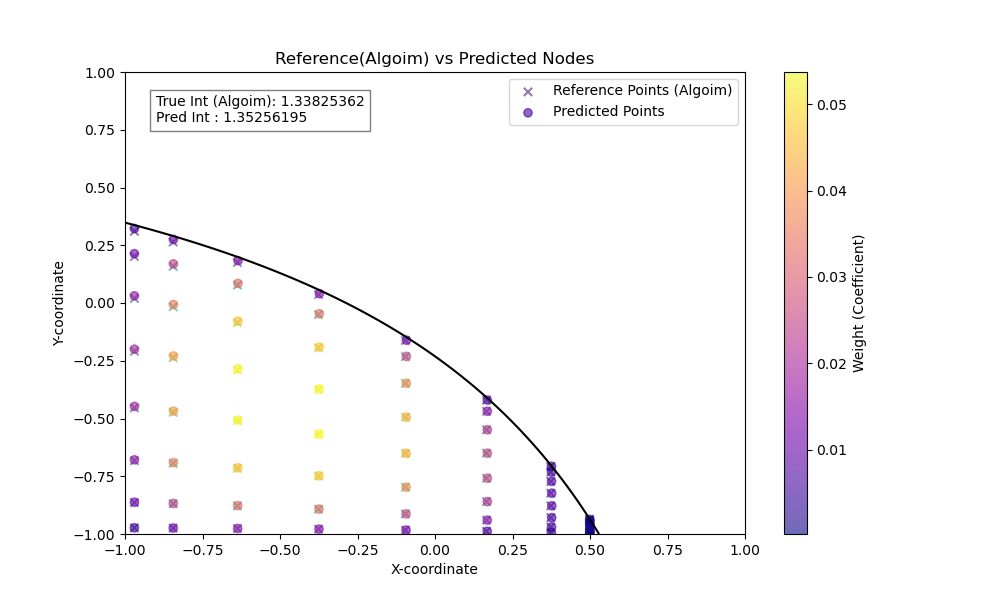 Reference(Algoim) vs Predicted Nodes
True Int (Algoim): 1.33825362
Pred Int : 1.35256195
Reference Points (Algoim)
Predicted Points
Y-coordinate
1.00
0.75
0.50
0.25
0.00
−0.25
−0.50
−0.75
−1.00
−1.00
−0.75
−0.50
−0.25
0.00
0.25
0.50
0.75
1.00
X-coordinate
0.05
0.04
0.03
0.02
0.01
Weight (Coefficient)